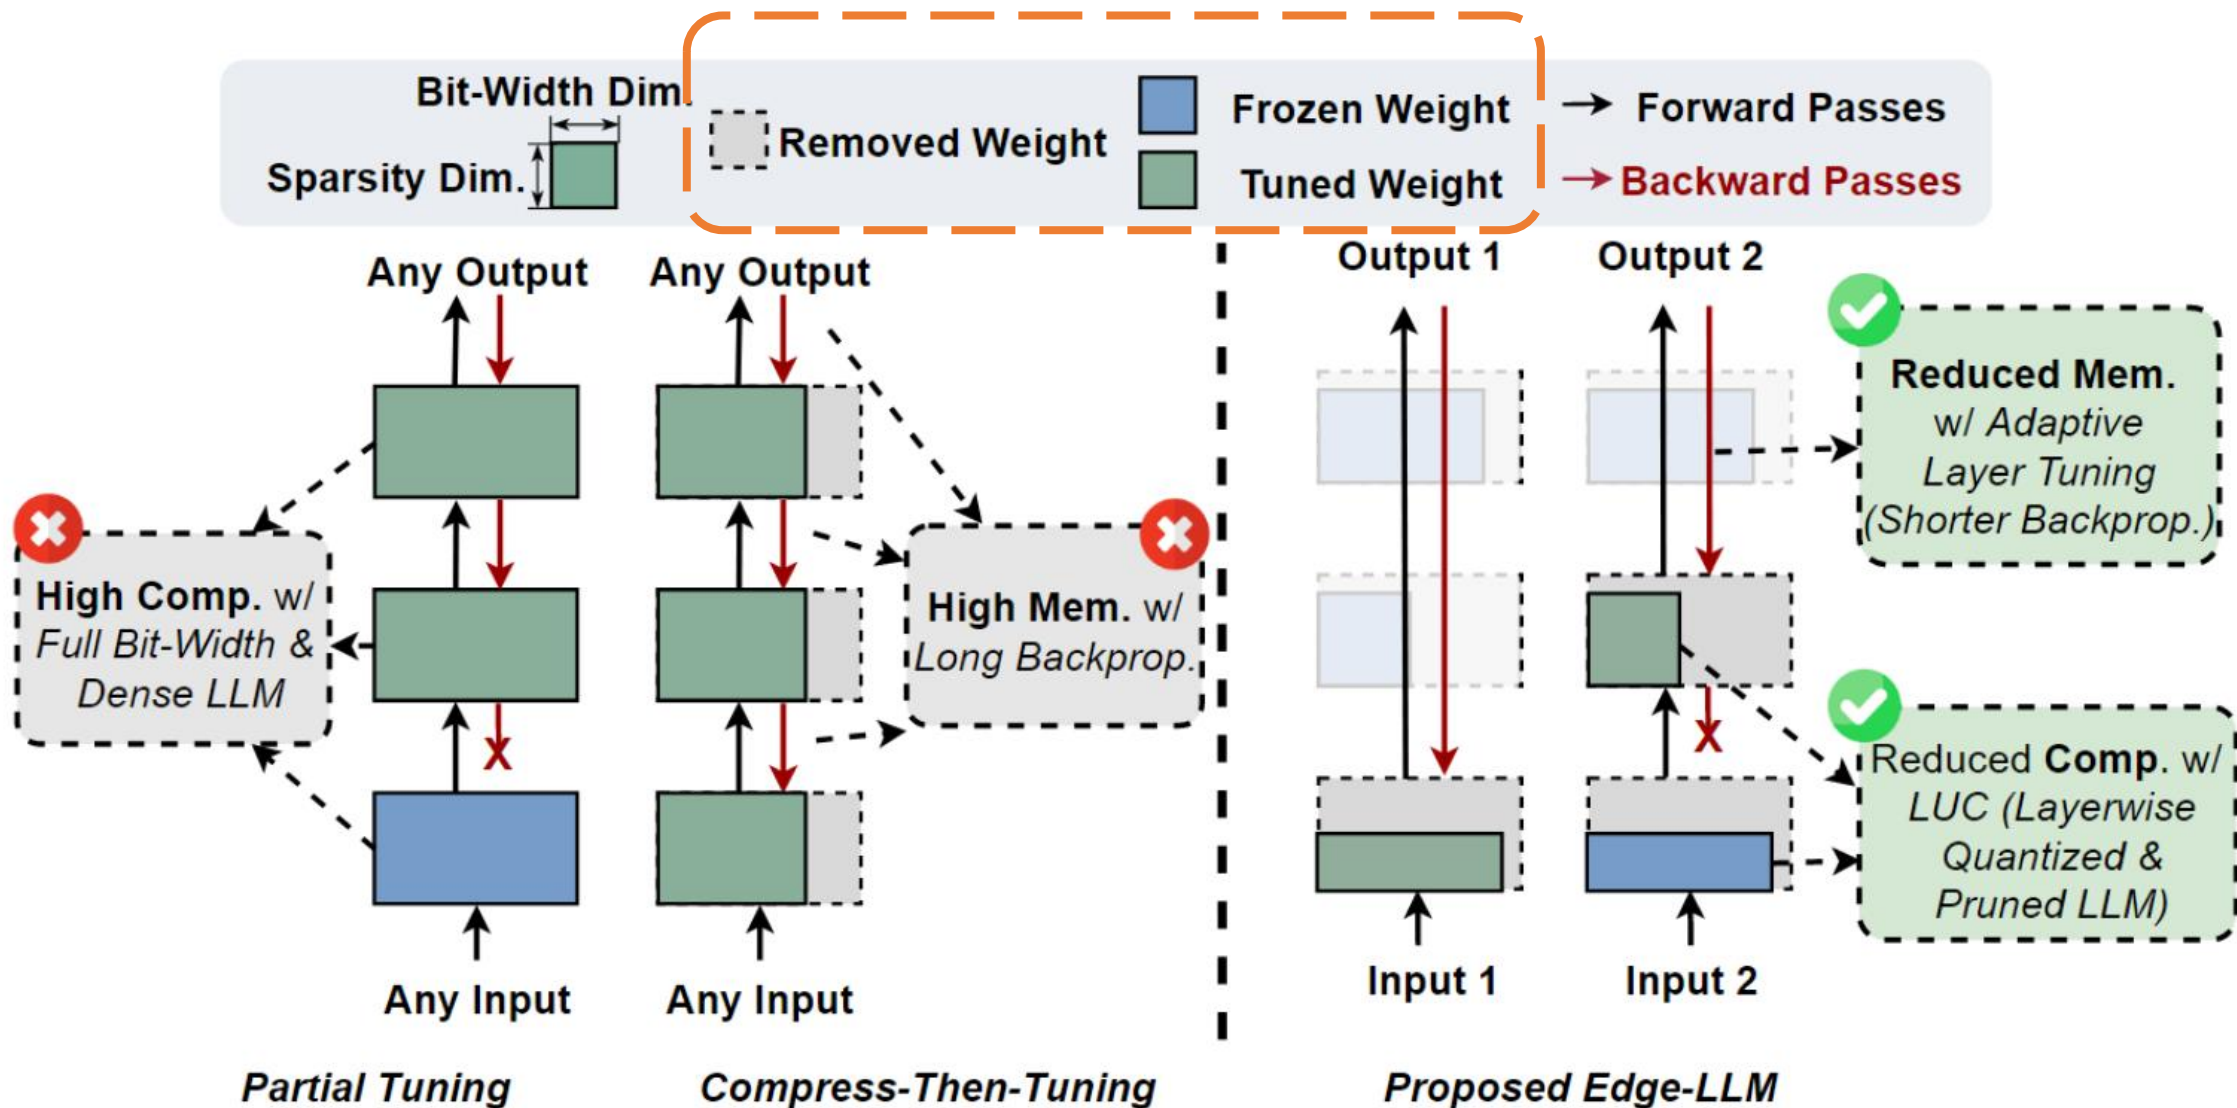 Bit-Width Dim.
Sparsity Dim.
Removed Weight
Frozen Weight
Tuned Weight
Forward Passes
Backward Passes
Any Output
Any Output
Output 1
Output 2
High Comp. w/
Full Bit-Width &
Dense LLM
X
High Mem. w/
Long Backprop.
Reduced Mem.
w/ Adaptive
Layer Tuning
(Shorter Backprop.)
X
Reduced Comp. w/
LUC (Layerwise
Quantized &
Pruned LLM)
Any Input
Any Input
Input 1
Input 2
Partial Tuning
Compress-Then-Tuning
Proposed Edge-LLM